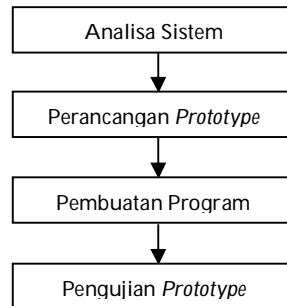 Analisa Sistem
Perancangan Prototype
Pembuatan Program
Pengujian Prototype